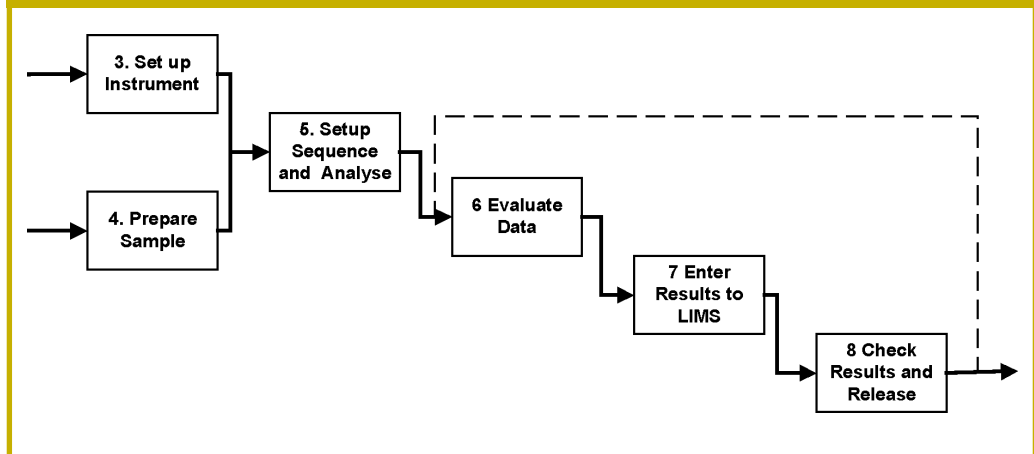 3. Set up
Instrument
4. Prepare
Sample
5. Setup
Sequence
and Analyse
6 Evaluate
Data
7 Enter
Results to
LIMS
8 Check
Results and
Release